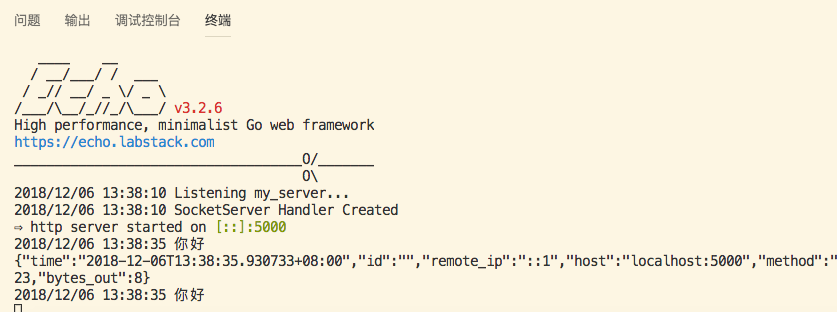 问题 输出 调试控制台 终端
   ____    __
  / __/___/ /  ___
 / _// __/ _ \/ _ \
/___/\__/_//_/\___/ v3.2.6
High performance, minimalist Go web framework
https://echo.labstack.com
____________________________________O/_______
                                    O\
2018/12/06 13:38:10 Listening my_server...
2018/12/06 13:38:10 SocketServer Handler Created
⇨ http server started on [::]:5000
2018/12/06 13:38:35 你好
{"time":"2018-12-06T13:38:35.930733+08:00","id":"","remote_ip":"::1","host":"localhost:5000","method":"
23,"bytes_out":8}
2018/12/06 13:38:35 你好